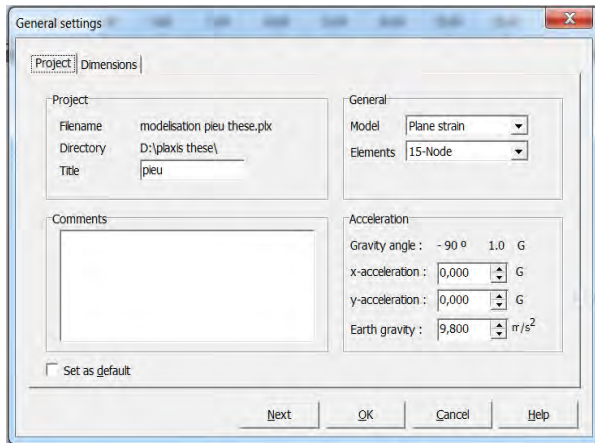 General settings
Project
Dimensions
Project
Filename modelisation pieu these.plx
Directory D:\plaxis these\
Title pieu
General
Model Plane strain
Elements 15-Node
Comments
Acceleration
Gravity angle : - 90 º 1.0 G
x-acceleration : 0,000 G
y-acceleration : 0,000 G
Earth gravity : 9,800 m/s²
Set as default
Next
OK
Cancel
Help